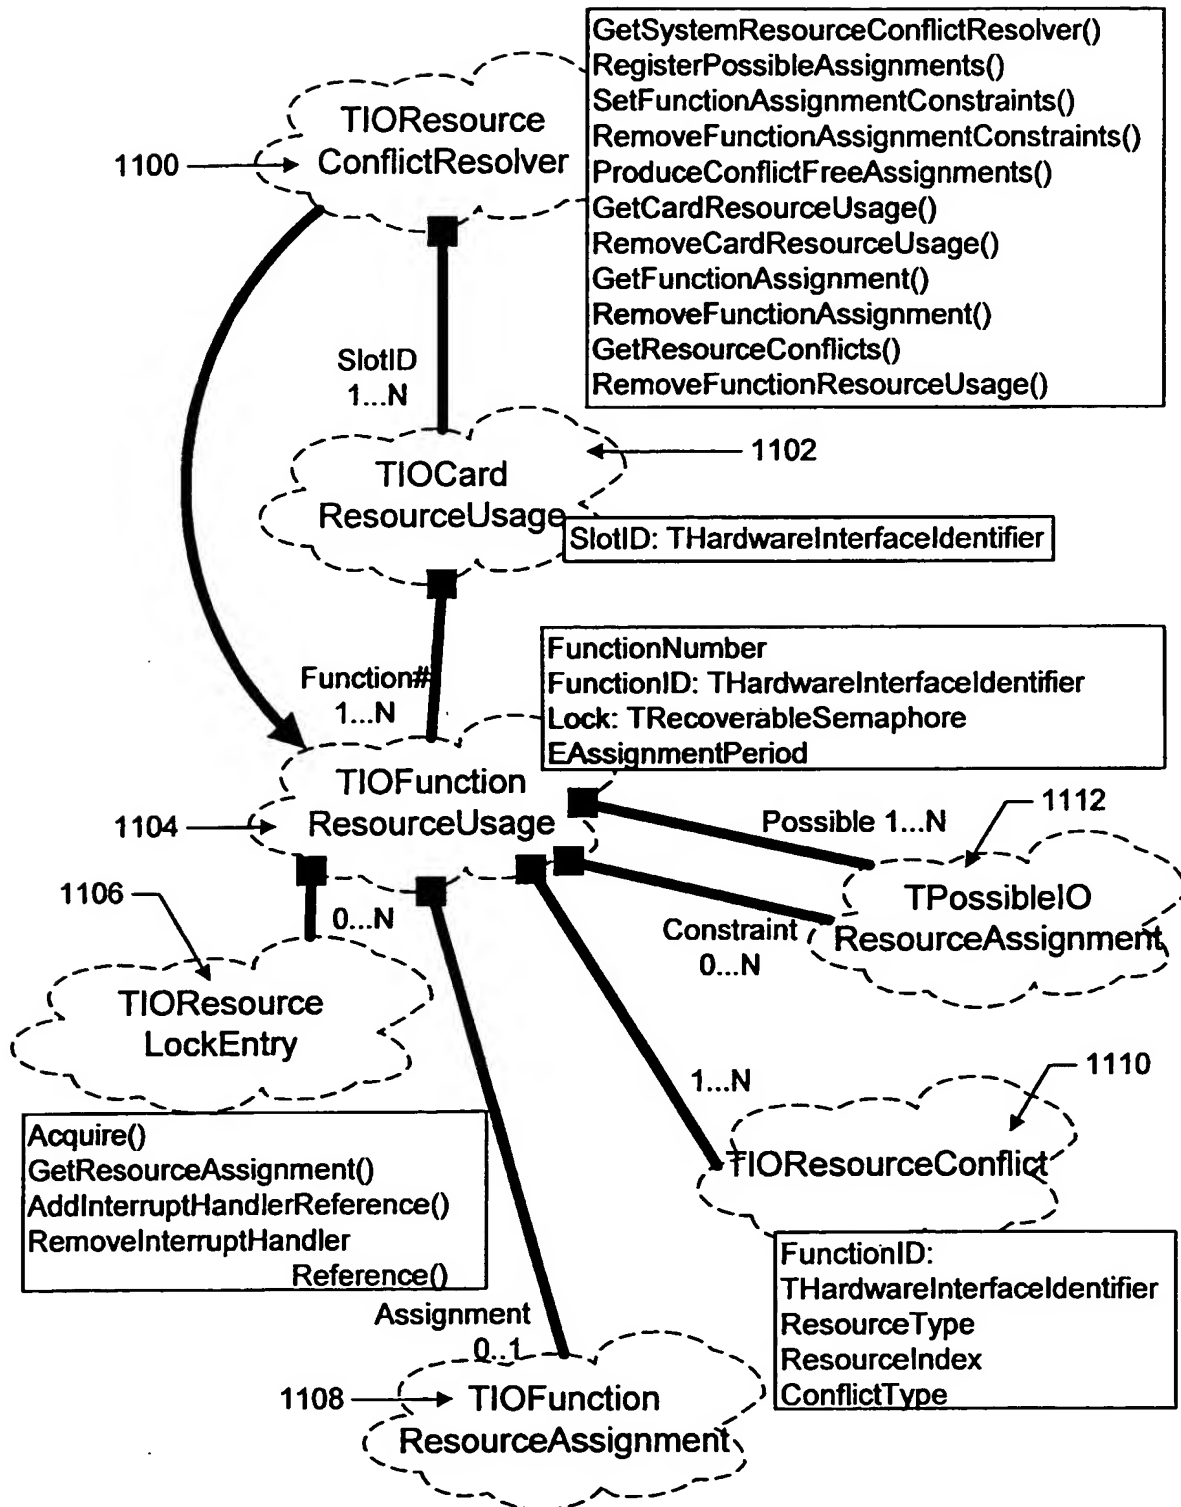 GetSystemResourceConflictResolver()
RegisterPossibleAssignments()
SetFunctionAssignmentConstraints()
RemoveFunctionAssignmentConstraints()
ProduceConflictFreeAssignments()
GetCardResourceUsage()
RemoveCardResourceUsage()
GetFunctionAssignment()
RemoveFunctionAssignment()
GetResourceConflicts()
RemoveFunctionResourceUsage()
TIOResource
ConflictResolver
1100
SlotID
1...N
1102
TIOCard
ResourceUsage
SlotID: THardwareInterfaceIdentifier
Function#
1...N
FunctionNumber
FunctionID: THardwareInterfaceIdentifier
Lock: TRecoverableSemaphore
EAssignmentPeriod
TIOFunction
ResourceUsage
1104
1112
Possible 1...N
TPossibleIO
ResourceAssignment
Constraint
0...N
1106
0...N
TIOResource
LockEntry
1...N
1110
TIOResourceConflict
Acquire()
GetResourceAssignment()
AddInterruptHandlerReference()
RemoveInterruptHandler
Reference()
FunctionID:
THardwareInterfaceIdentifier
ResourceType
ResourceIndex
ConflictType
Assignment
0..1
1108
TIOFunction
ResourceAssignment